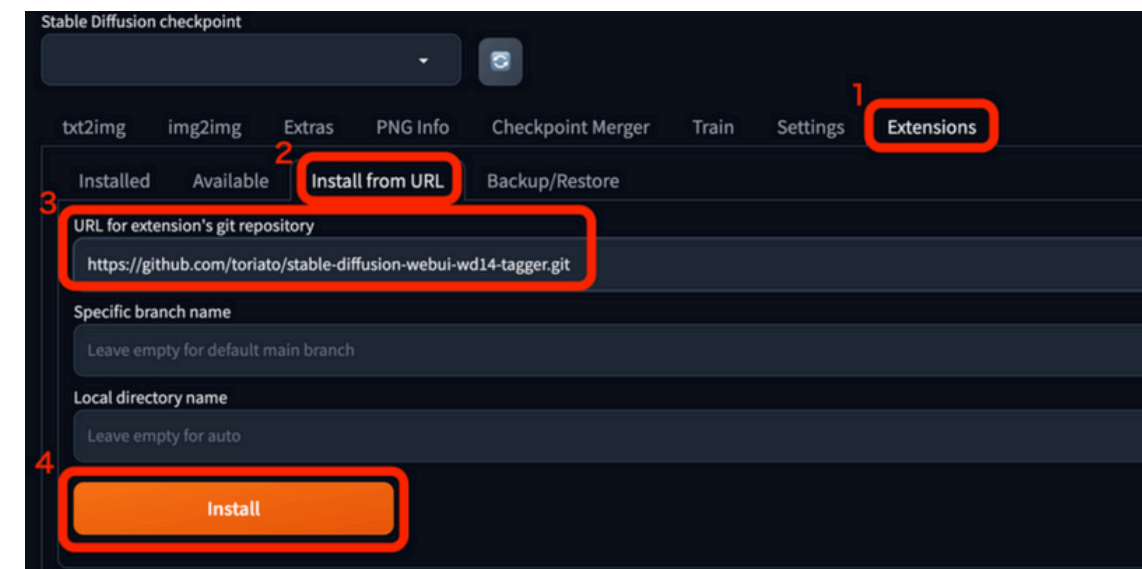 Stable Diffusion checkpoint
1
txt2img img2img Extras PNG Info Checkpoint Merger Train Settings Extensions
2
Installed Available Install from URL Backup/Restore
3
URL for extension's git repository
https://github.com/toriato/stable-diffusion-webui-wd14-tagger.git
Specific branch name
Leave empty for default main branch
Local directory name
Leave empty for auto
4
Install